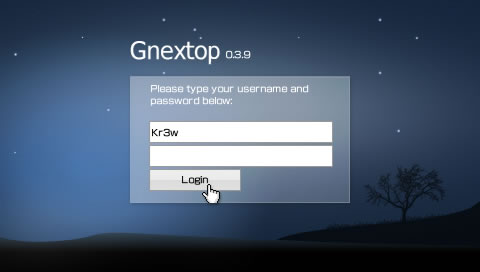 Gnextop 0.3.9
Please type your username and
password below:
Kr3w
Login